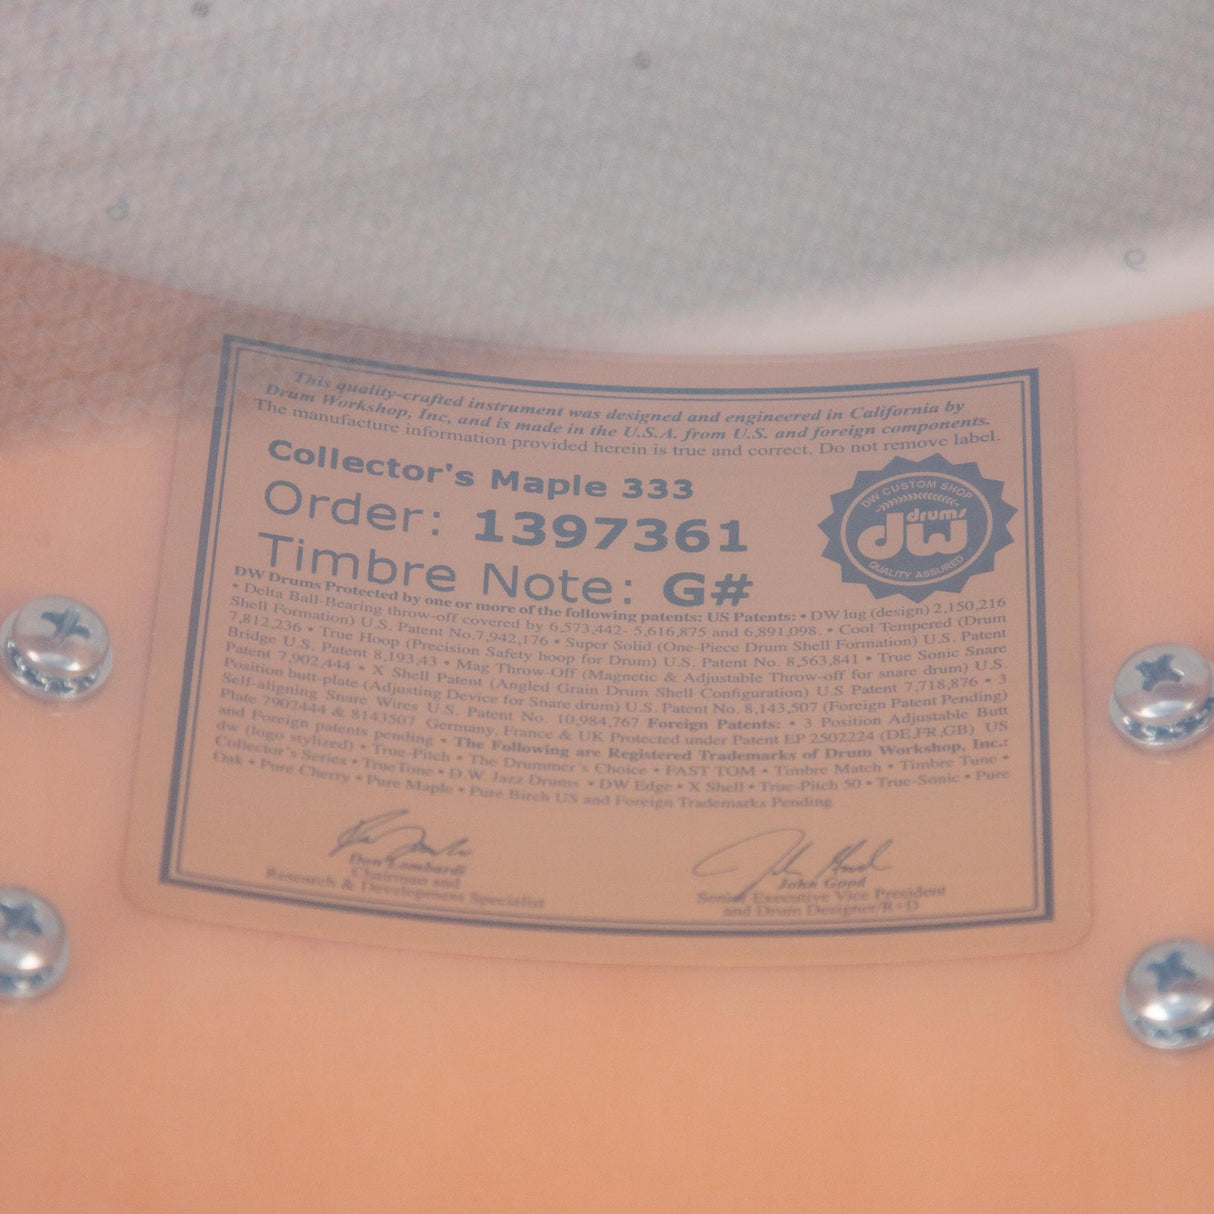 This quality-crafted instrument was designed and engineered in California by
Drum Workshop, Inc, and is made in the U.S.A. from U.S. and foreign components.
The manufacture information provided herein is true and correct. Do not remove label.
Collector's Maple 333
Order: 1397361
Timbre Note: G#
DW CUSTOM SHOP
drums
dw
QUALITY ASSURED
DW Drums Protected by one or more of the following patents: US Patents: • DW lug (design) 2,150,216
• Delta Ball-Bearing throw-off covered by 6,573,442- 5,616,875 and 6,891,098. • Cool Tempered (Drum
Shell Formation) U.S. Patent No.7,942,176 • Super Solid (One-Piece Drum Shell Formation) U.S. Patent
7,812,236 • True Hoop (Precision Safety hoop for Drum) U.S. Patent No. 8,563,841 • True Sonic Snare
Bridge U.S. Patent 8,193,43 • Mag Throw-Off (Magnetic & Adjustable Throw-off for snare drum) U.S.
Patent 7,902,444 • X Shell Patent (Angled Grain Drum Shell Configuration) U.S Patent 7,718,876 • 3
Position butt-plate (Adjusting Device for Snare drum) U.S. Patent No. 8,143,507 (Foreign Patent Pending)
Self-aligning Snare Wires U.S. Patent No. 10,984,767 Foreign Patents: • 3 Position Adjustable Butt
Plate 7902444 & 8143507 Germany, France & UK Protected under Patent EP 2502224 (DE,FR,GB) US
and Foreign patents pending • The Following are Registered Trademarks of Drum Workshop, Inc.:
dw (logo stylized) • True-Pitch • The Drummer's Choice • FAST TOM • Timbre Match • Timbre Tune •
Collector's Series • TrueTone • D.W. Jazz Drums • DW Edge • X Shell • True-Pitch 50 • True-Sonic • Pure
Oak • Pure Cherry • Pure Maple • Pure Birch US and Foreign Trademarks Pending
Don Lombardi
Chairman and
Research & Development Specialist
John Good
Senior Executive Vice President
and Drum Designer/R+D